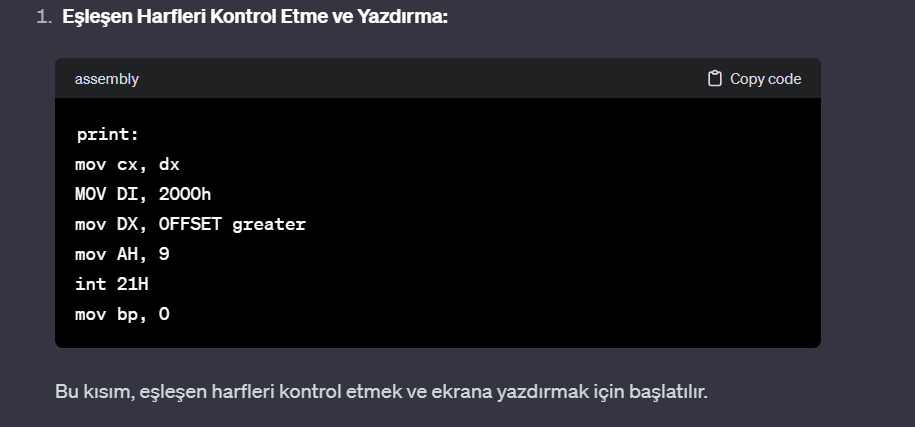 1. Eşleşen Harfleri Kontrol Etme ve Yazdırma:
assembly Copy code
print:
mov cx, dx
MOV DI, 2000h
mov DX, OFFSET greater
mov AH, 9
int 21H
mov bp, 0
Bu kısım, eşleşen harfleri kontrol etmek ve ekrana yazdırmak için başlatılır.